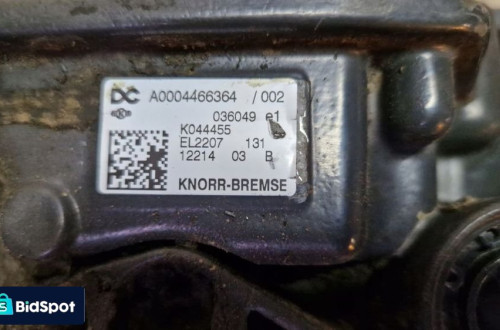 DC A0004466364 /002
036049 e1
K044455
EL2207 131
12214 03 B
KNORR-BREMSE
BidSpot